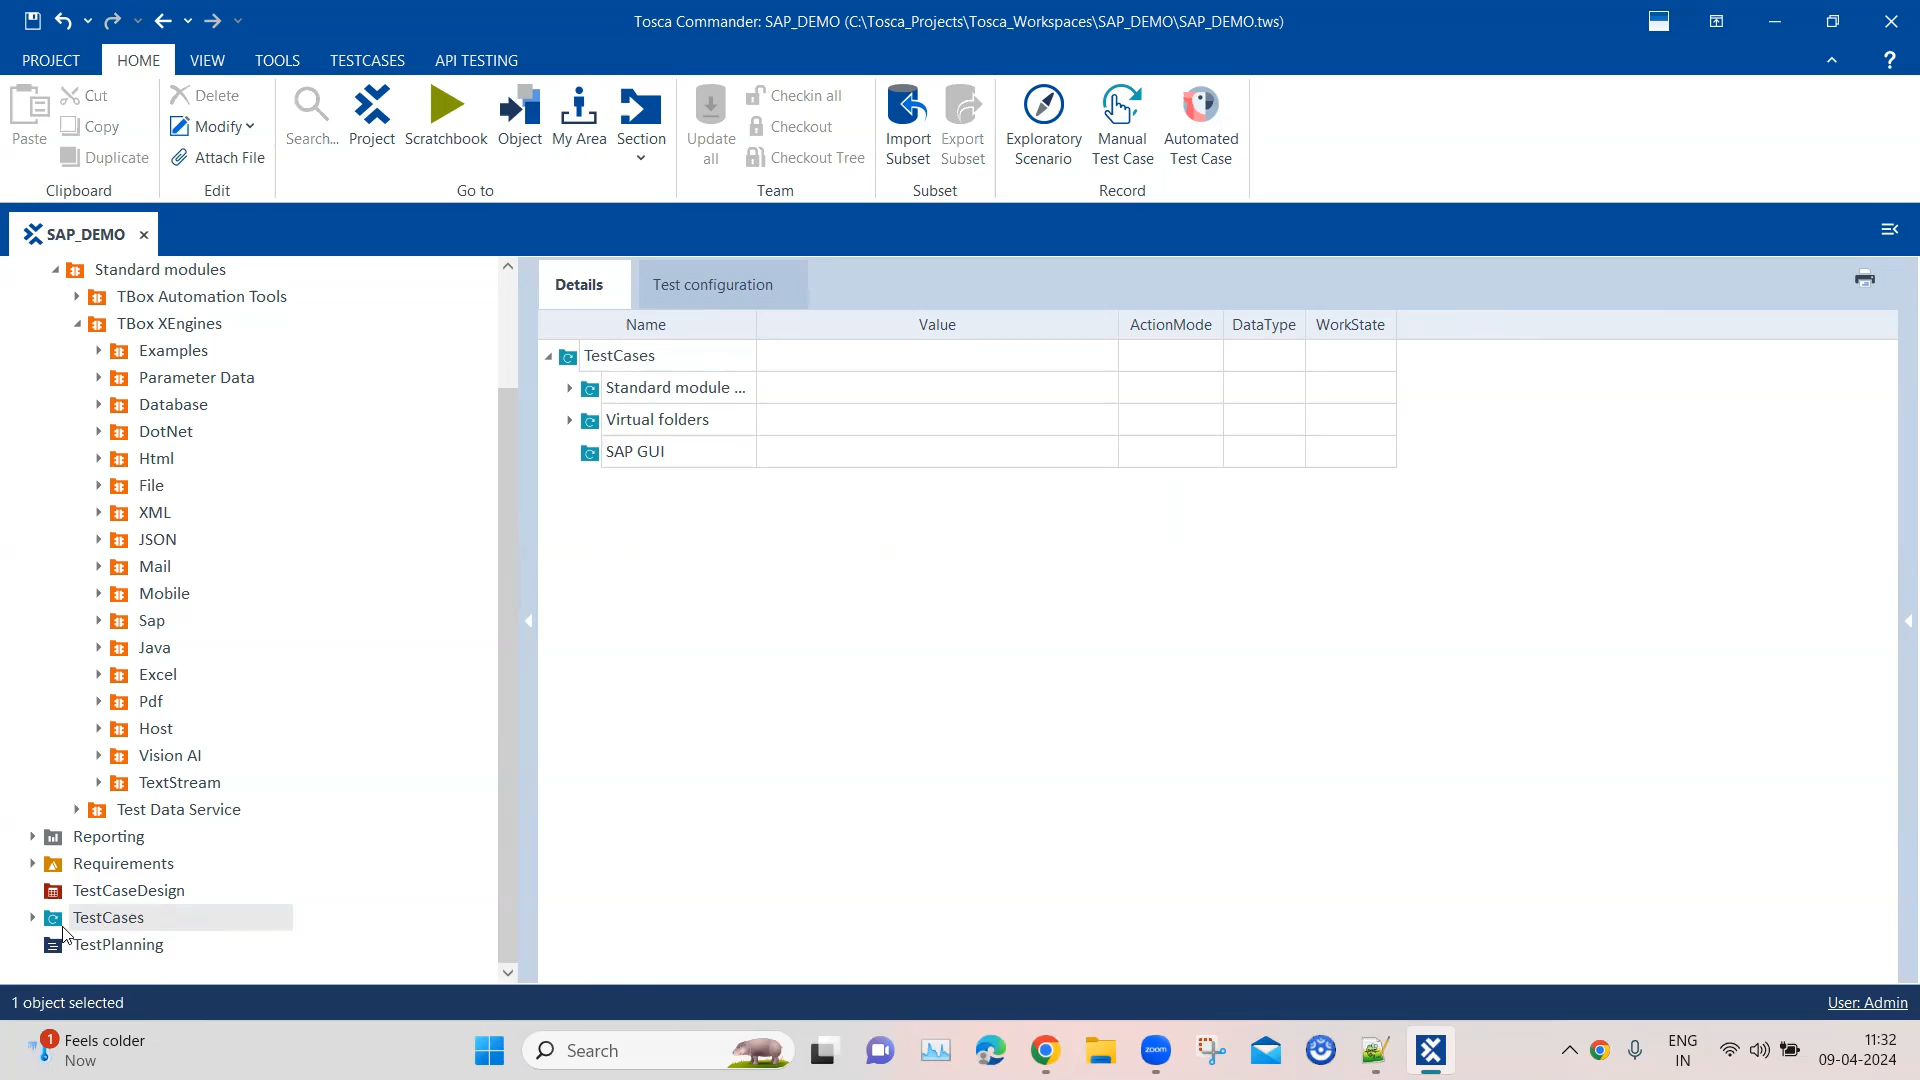 Tosca Commander: SAP_DEMO (C:\Tosca_Projects\Tosca_Workspaces\SAP_DEMO\SAP_DEMO.tws)
PROJECT HOME VIEW TOOLS TESTCASES API TESTING ?
Paste Cut Copy Duplicate
Clipboard
Delete Modify Attach File
Edit
Search... Project Scratchbook Object My Area Section
Go to
Update all Checkin all Checkout Checkout Tree
Team
Import Subset Export Subset
Subset
Exploratory Scenario Manual Test Case Automated Test Case
Record
SAP_DEMO
Standard modules
TBox Automation Tools
TBox XEngines
Examples
Parameter Data
Database
DotNet
Html
File
XML
JSON
Mail
Mobile
Sap
Java
Excel
Pdf
Host
Vision AI
TextStream
Test Data Service
Reporting
Requirements
TestCaseDesign
TestCases
TestPlanning
Details Test configuration
Name Value ActionMode DataType WorkState
TestCases
Standard module ...
Virtual folders
SAP GUI
1 object selected
User: Admin
1
Feels colder
Now
Search
zoom
ENG
IN
11:32
09-04-2024